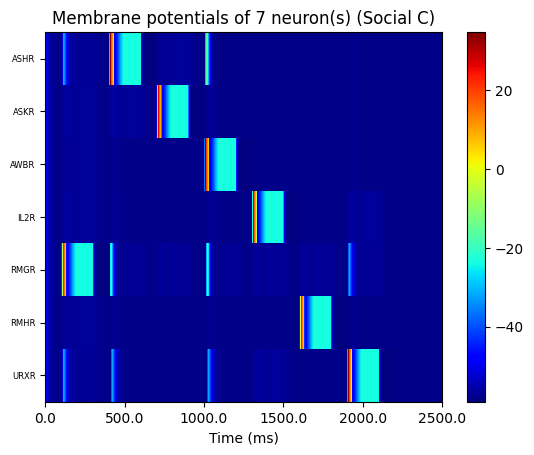 Membrane potentials of 7 neuron(s) (Social C)
ASHR
ASKR
AWBR
IL2R
RMGR
RMHR
URXR
20
0
−20
−40
0.0 500.0 1000.0 1500.0 2000.0 2500.0
Time (ms)